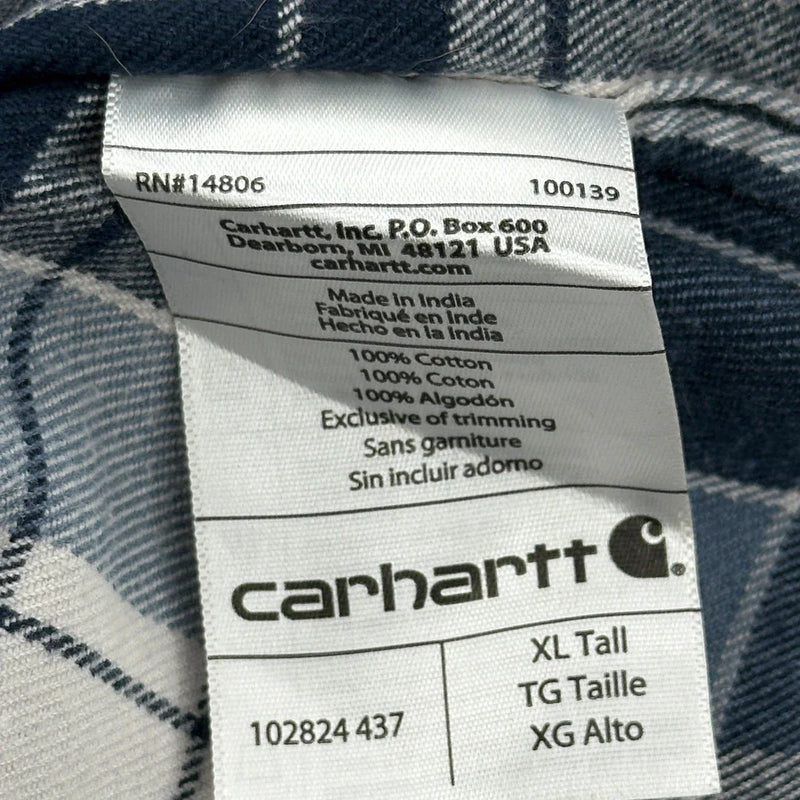 RN#14806 100139
Carhartt, Inc. P.O. Box 600
Dearborn, MI 48121 USA
carhartt.com
Made in India
Fabriqué en Inde
Hecho en la India
100% Cotton
100% Coton
100% Algodón
Exclusive of trimming
Sans garniture
Sin incluir adorno
carhartt®
102824 437
XL Tall
TG Taille
XG Alto